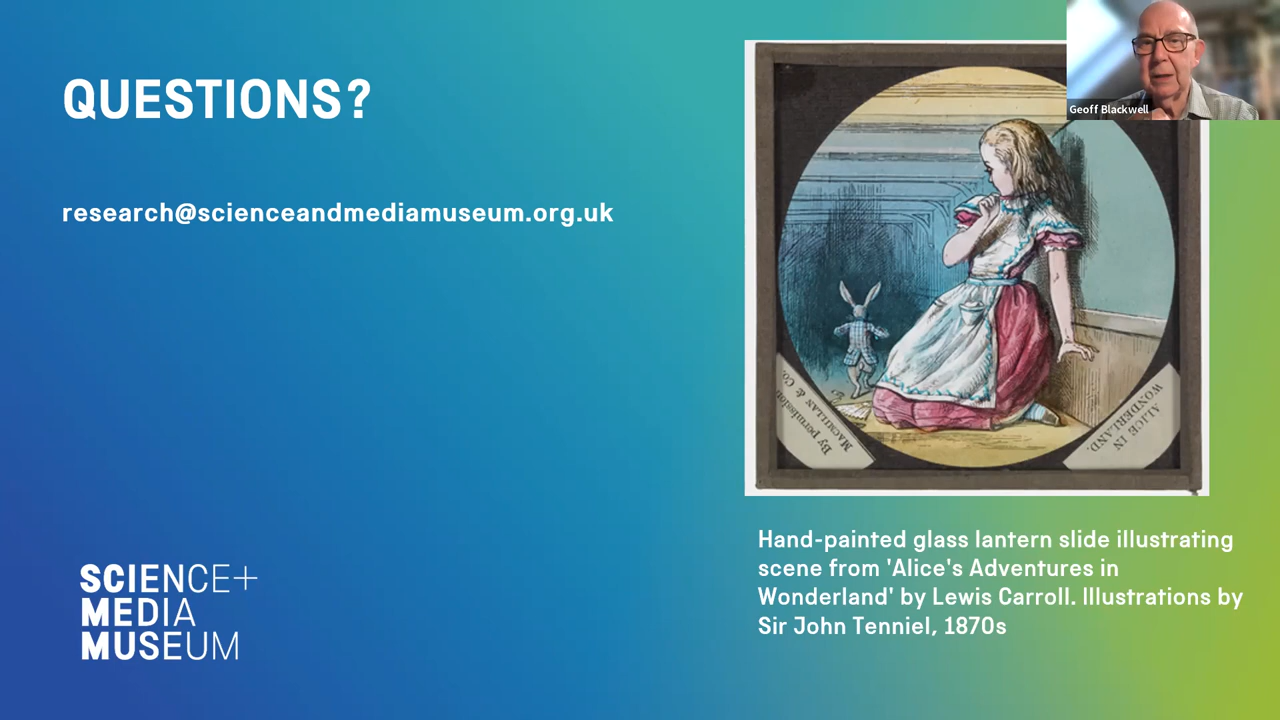 QUESTIONS?
research@scienceandmediamuseum.org.uk
Geoff Blackwell
By permission
MACMILLAN & CO.
ALICE IN
WONDERLAND.
Hand-painted glass lantern slide illustrating
scene from 'Alice's Adventures in
Wonderland' by Lewis Carroll. Illustrations by
Sir John Tenniel, 1870s
SCIENCE+
MEDIA
MUSEUM